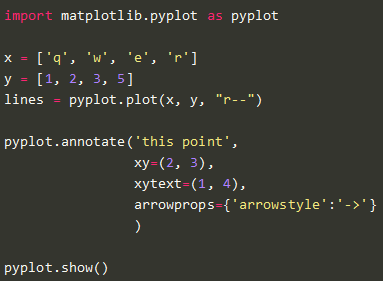 import matplotlib.pyplot as pyplot
x = ['q', 'w', 'e', 'r']
y = [1, 2, 3, 5]
lines = pyplot.plot(x, y, "r--")
pyplot.annotate('this point',
xy=(2, 3),
xytext=(1, 4),
arrowprops={'arrowstyle':'->'}
)
pyplot.show()